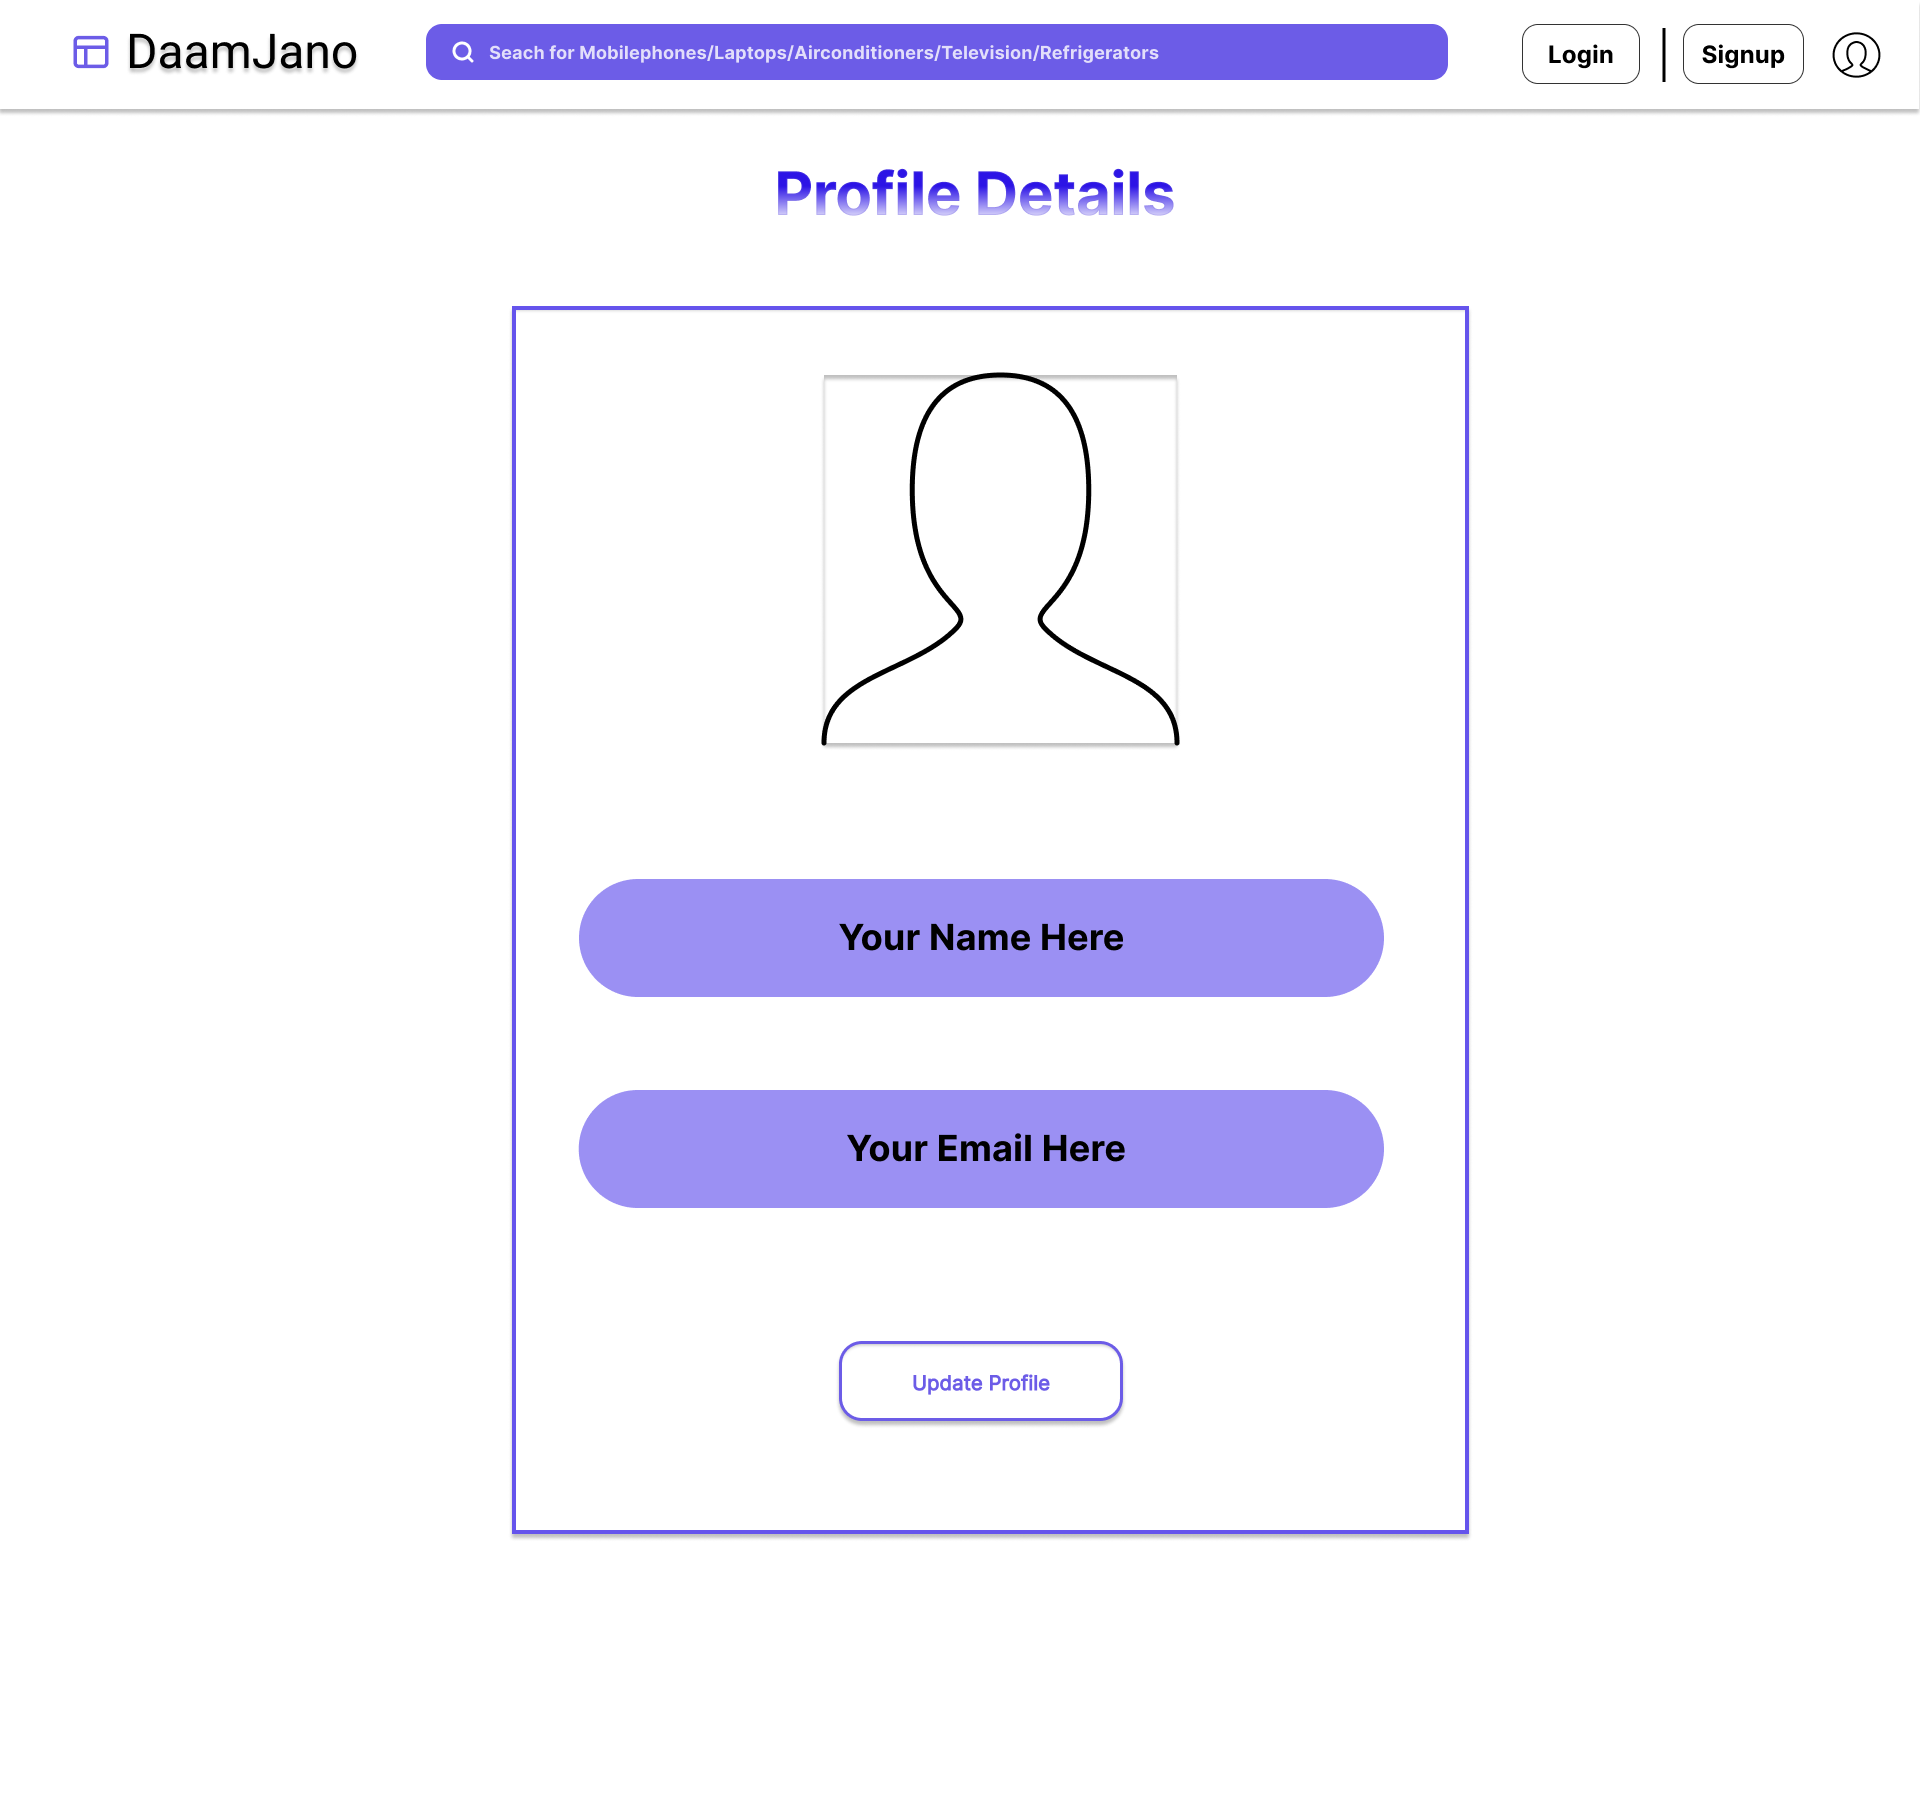 DaamJano
Seach for Mobilephones/Laptops/Airconditioners/Television/Refrigerators
Login
Signup
Profile Details
Your Name Here
Your Email Here
Update Profile